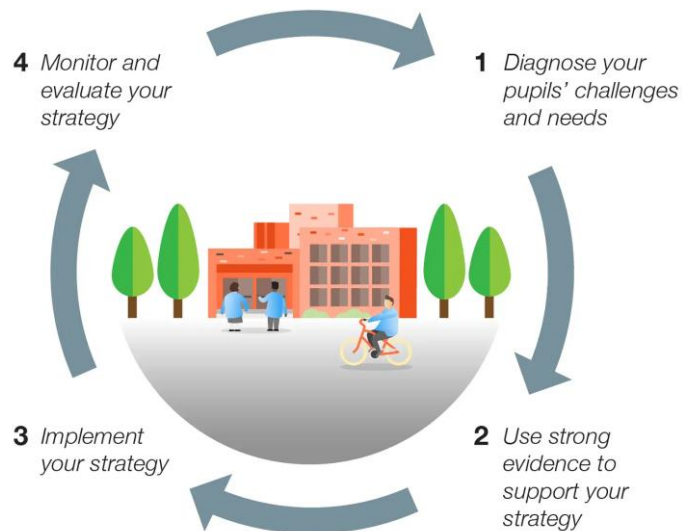 1 Diagnose your
pupils' challenges
and needs
2 Use strong
evidence to
support your
strategy
3 Implement
your strategy
4 Monitor and
evaluate your
strategy